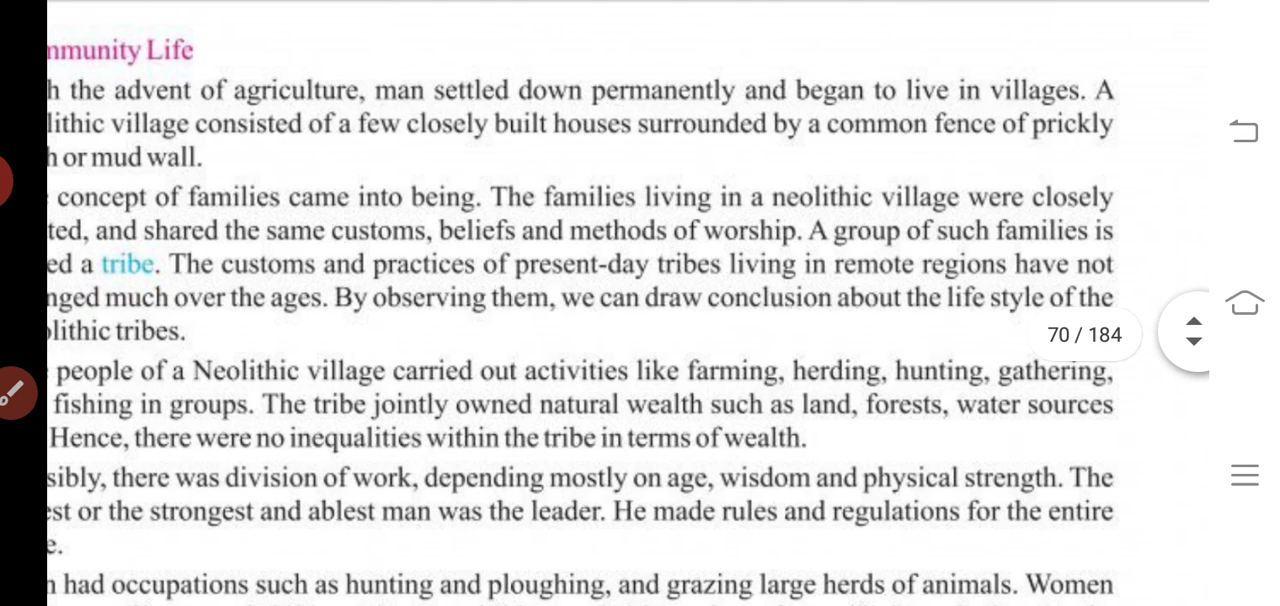 mmunity Life
h the advent of agriculture, man settled down permanently and began to live in villages. A
lithic village consisted of a few closely built houses surrounded by a common fence of prickly
h or mud wall.
concept of families came into being. The families living in a neolithic village were closely
ted, and shared the same customs, beliefs and methods of worship. A group of such families is
ed a tribe. The customs and practices of present-day tribes living in remote regions have not
nged much over the ages. By observing them, we can draw conclusion about the life style of the
olithic tribes.
70 / 184
people of a Neolithic village carried out activities like farming, herding, hunting, gathering,
fishing in groups. The tribe jointly owned natural wealth such as land, forests, water sources
Hence, there were no inequalities within the tribe in terms of wealth.
sibly, there was division of work, depending mostly on age, wisdom and physical strength. The
est or the strongest and ablest man was the leader. He made rules and regulations for the entire
e.
n had occupations such as hunting and ploughing, and grazing large herds of animals. Women